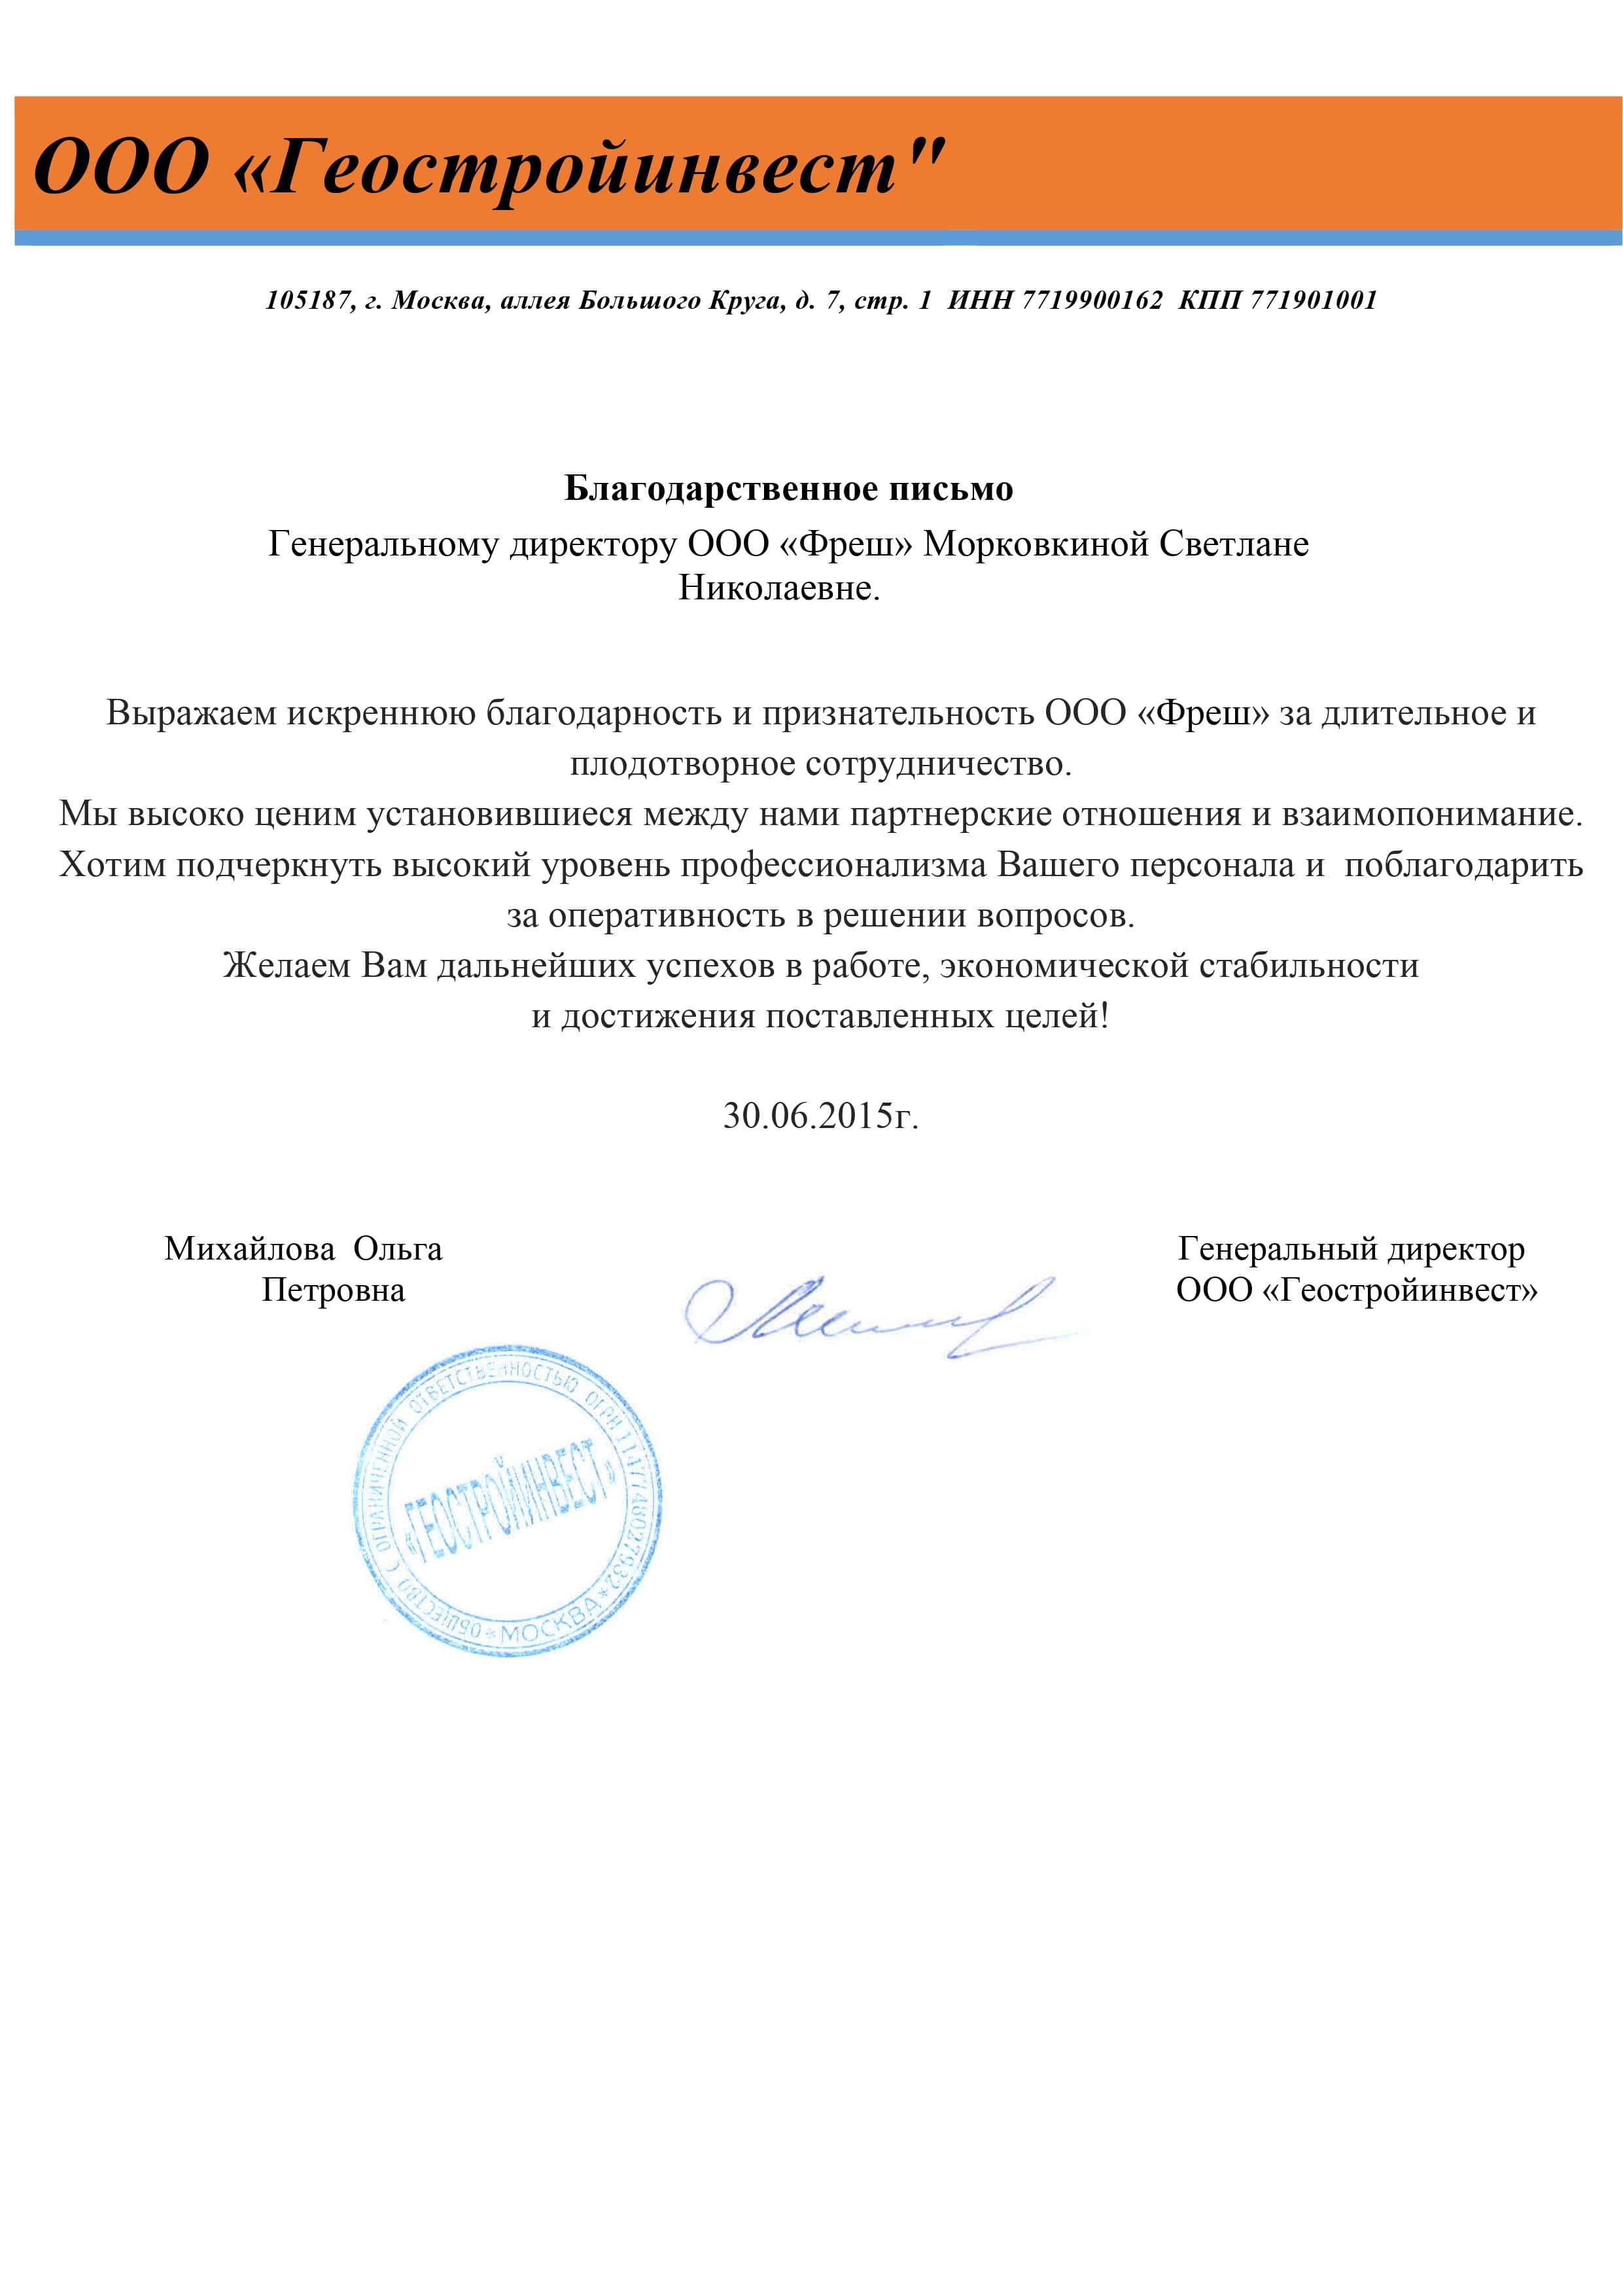 ООО «Геостройинвест"
105187, г. Москва, аллея Большого Круга, д. 7, стр. 1  ИНН 7719900162  КПП 771901001
Благодарственное письмо
Генеральному директору ООО «Фреш» Морковкиной Светлане
Николаевне.
Выражаем искреннюю благодарность и признательность ООО «Фреш» за длительное и
плодотворное сотрудничество.
Мы высоко ценим установившиеся между нами партнерские отношения и взаимопонимание.
Хотим подчеркнуть высокий уровень профессионализма Вашего персонала и  поблагодарить
за оперативность в решении вопросов.
Желаем Вам дальнейших успехов в работе, экономической стабильности
и достижения поставленных целей!
30.06.2015г.
Михайлова  Ольга
Петровна
Генеральный директор
ООО «Геостройинвест»
ОБЩЕСТВО С ОГРАНИЧЕННОЙ ОТВЕТСТВЕННОСТЬЮ ОГРН
«ГЕОСТРОЙИНВЕСТ»
*МОСКВА*